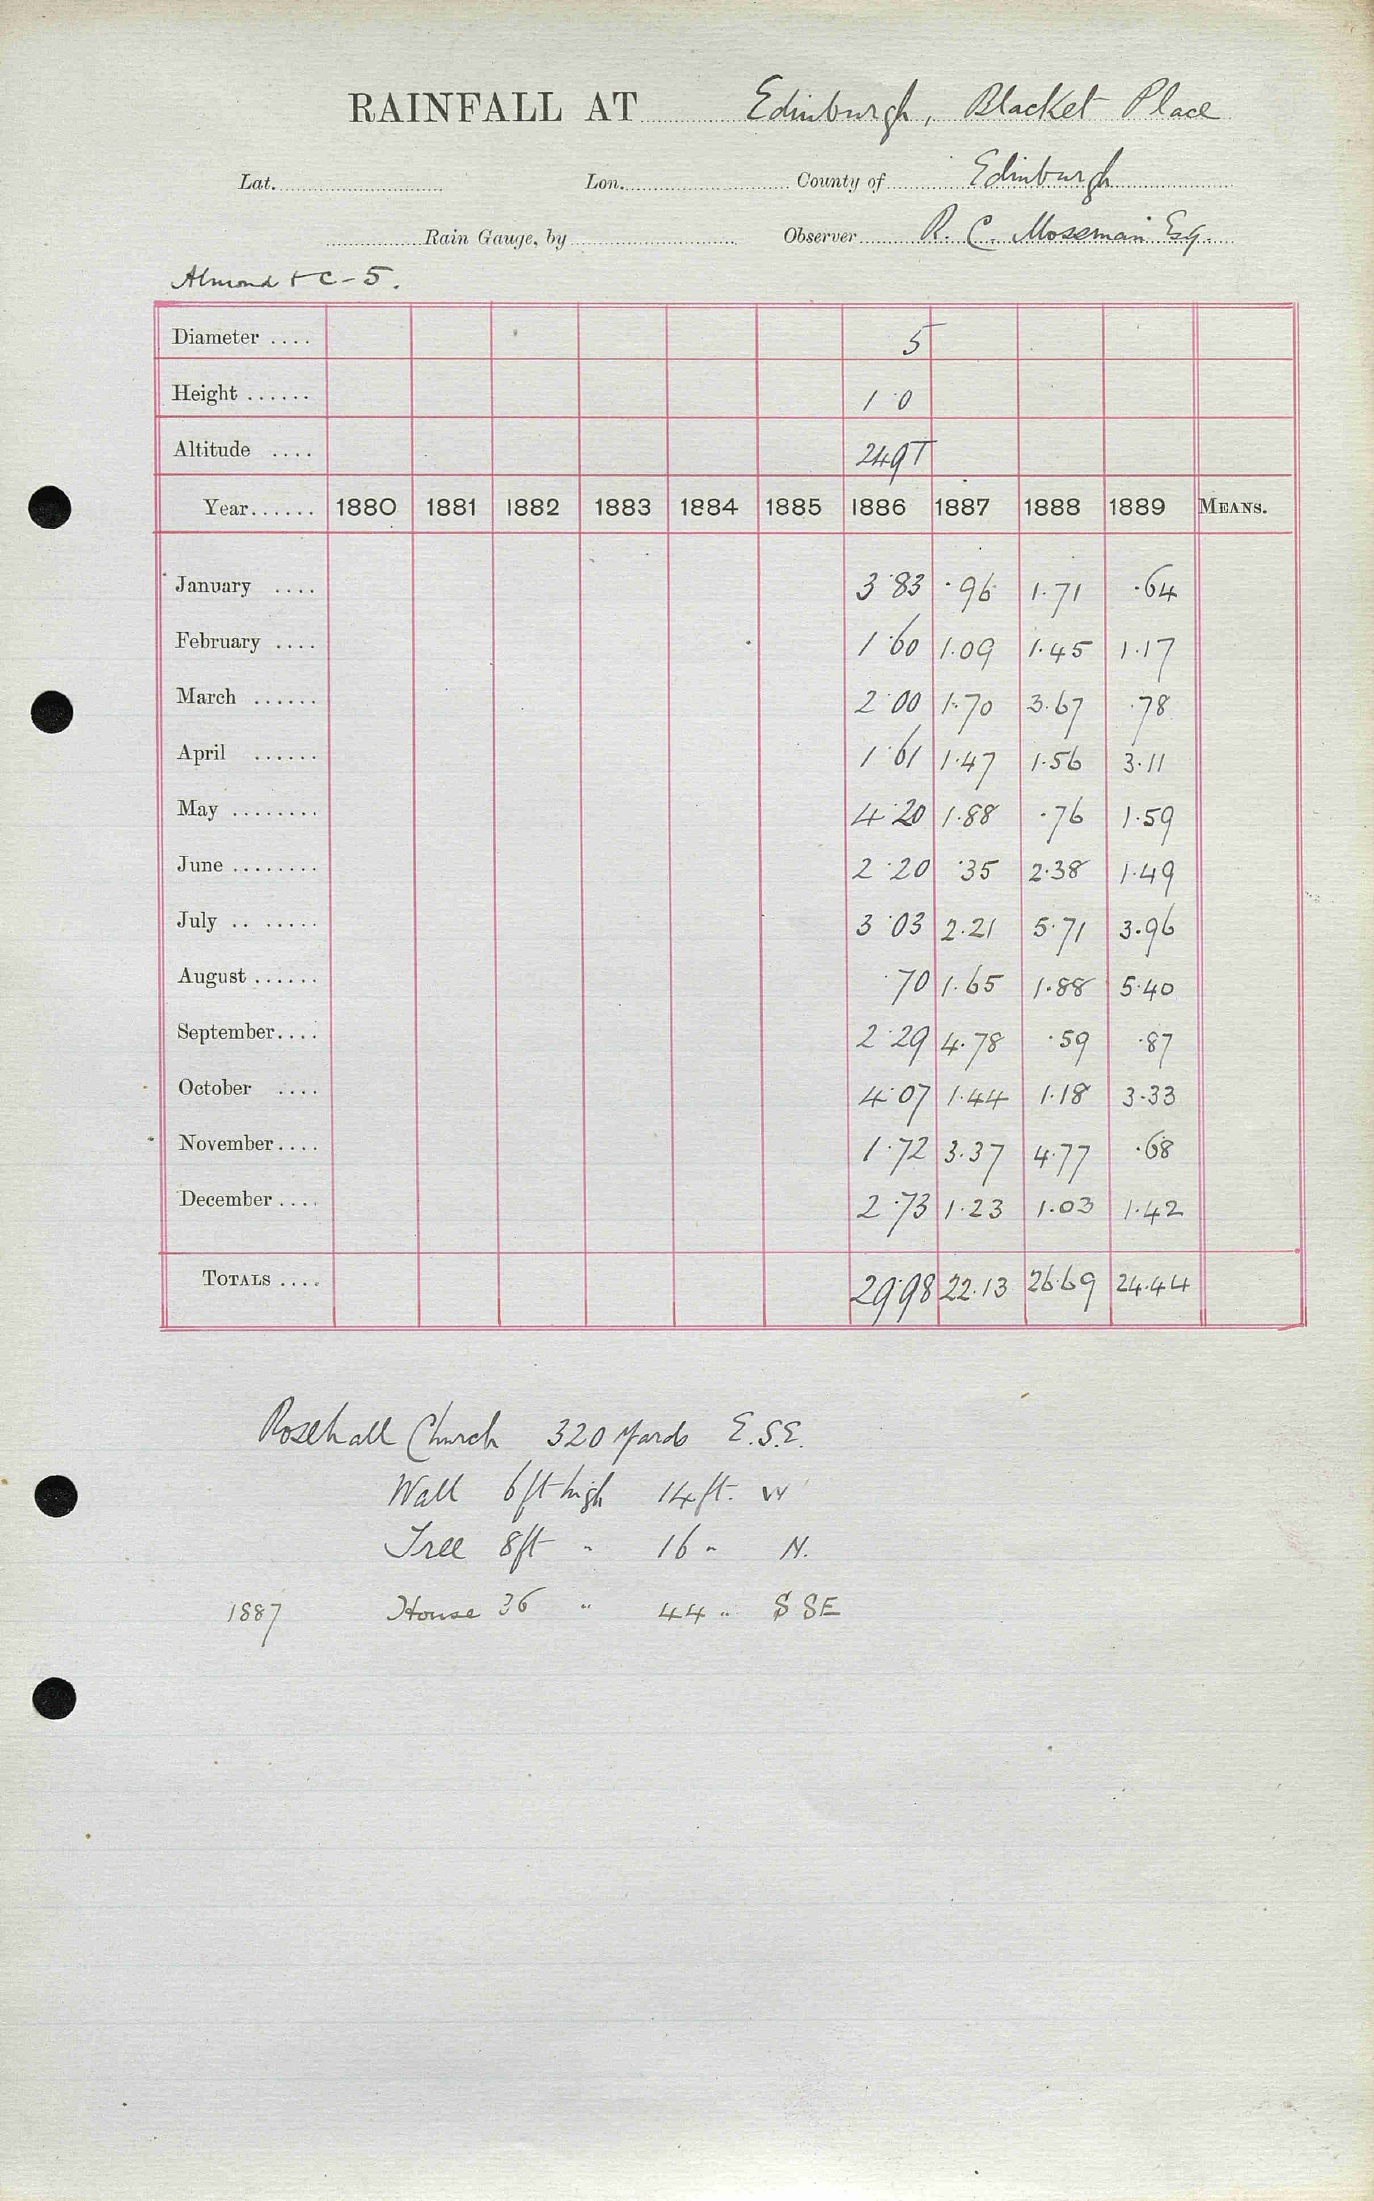 RAINFALL AT Edinburgh, Blacket Place
Lat. Lon. County of Edinburgh
Rain Gauge, by Observer R. C. Mossman Esq.
Almond & C - 5.
Diameter .... 5
Height ...... 1 0
Altitude .... 249T
Year...... 1880 1881 1882 1883 1884 1885 1886 1887 1888 1889 MEANS.
January .... 3.83 .96 1.71 .64
February .... 1.60 1.09 1.45 1.17
March ...... 2.00 1.70 3.67 .78
April ...... 1.61 1.47 1.56 3.11
May ........ 4.20 1.88 .76 1.59
June ........ 2.20 .35 2.38 1.49
July .. ...... 3.03 2.21 5.71 3.96
August ...... .70 1.65 1.88 5.40
September.... 2.29 4.78 .59 .87
October .... 4.07 1.44 1.18 3.33
November.... 1.72 3.37 4.77 .68
December.... 2.73 1.23 1.03 1.42
TOTALS .... 29.98 22.13 26.69 24.44
Rosehall Church 320 yards E.S.E.
Wall 6ft high 14ft. W
Tree 8ft " 16 " N.
1887 House 36 " 44 " SSE